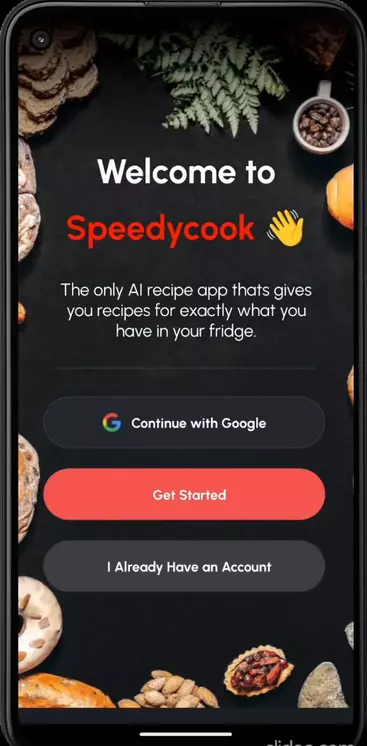 Welcome to
Speedycook 👋
The only AI recipe app thats gives
you recipes for exactly what you
have in your fridge.
Continue with Google
Get Started
I Already Have an Account